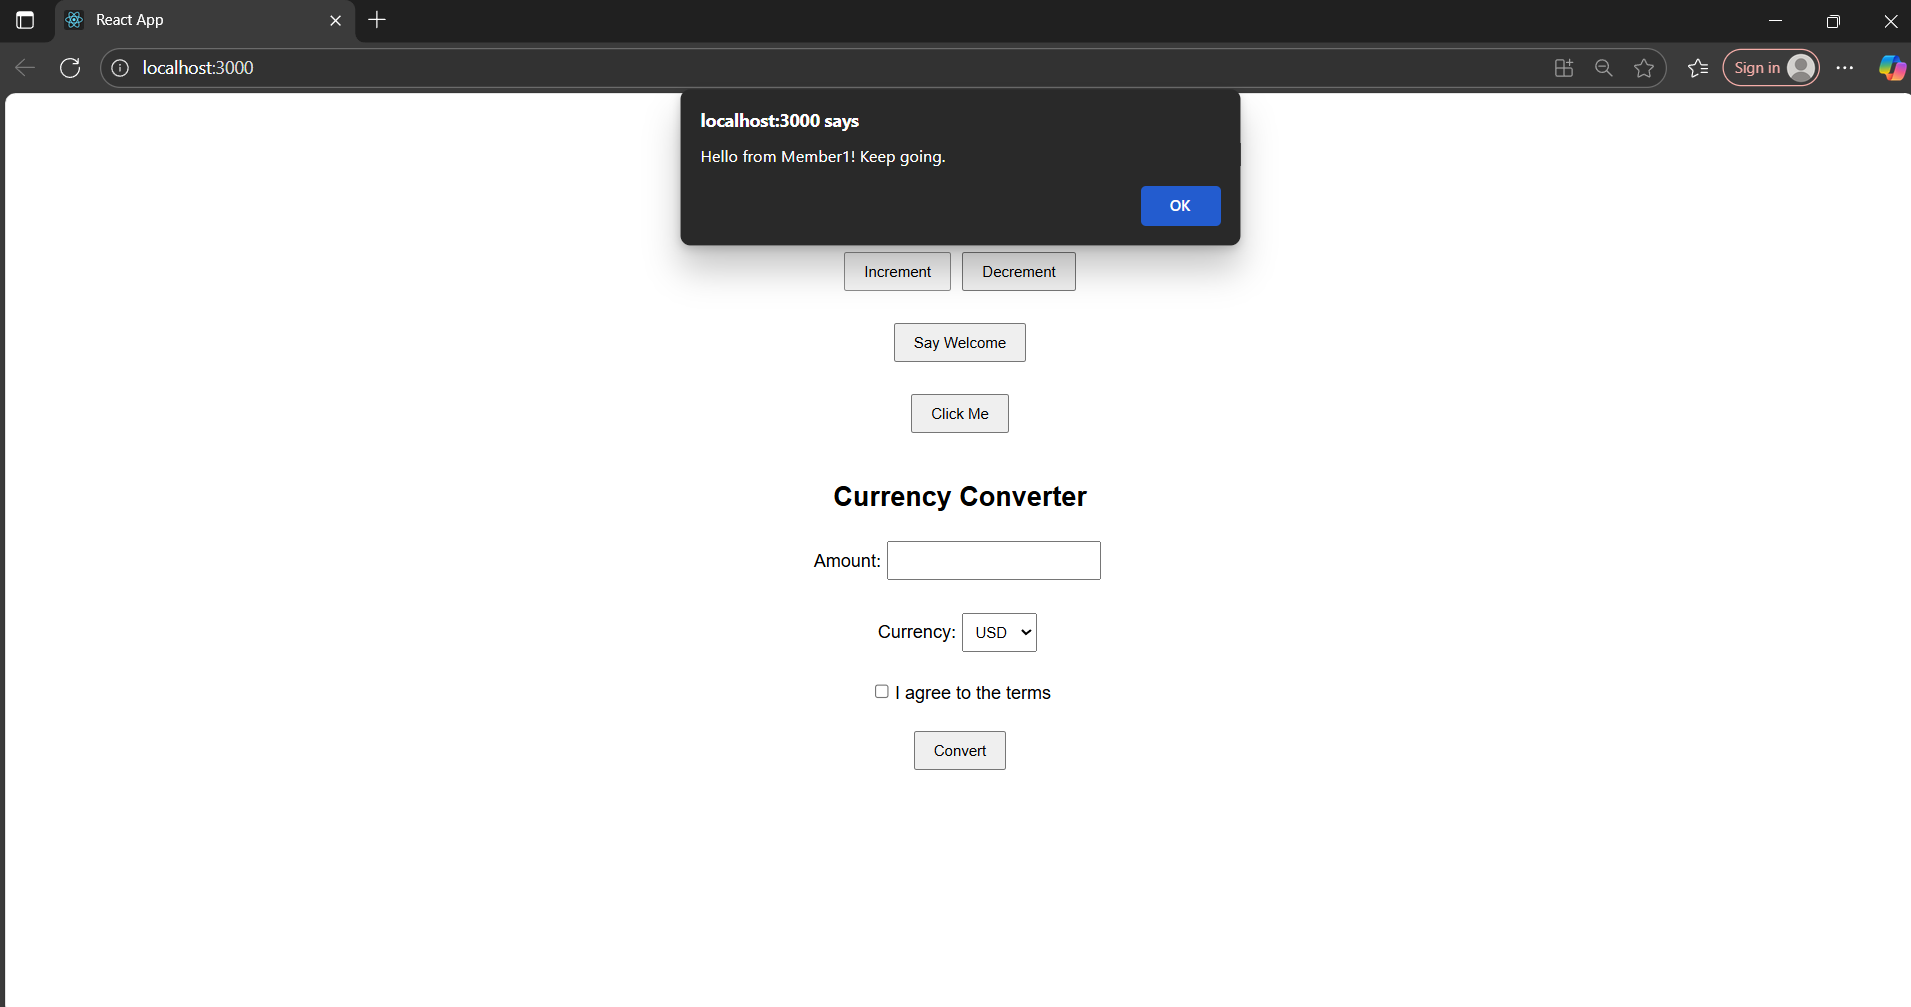 React App
localhost:3000
Sign in
localhost:3000 says
Hello from Member1! Keep going.
OK
Increment Decrement
Say Welcome
Click Me
Currency Converter
Amount:
Currency: USD
I agree to the terms
Convert